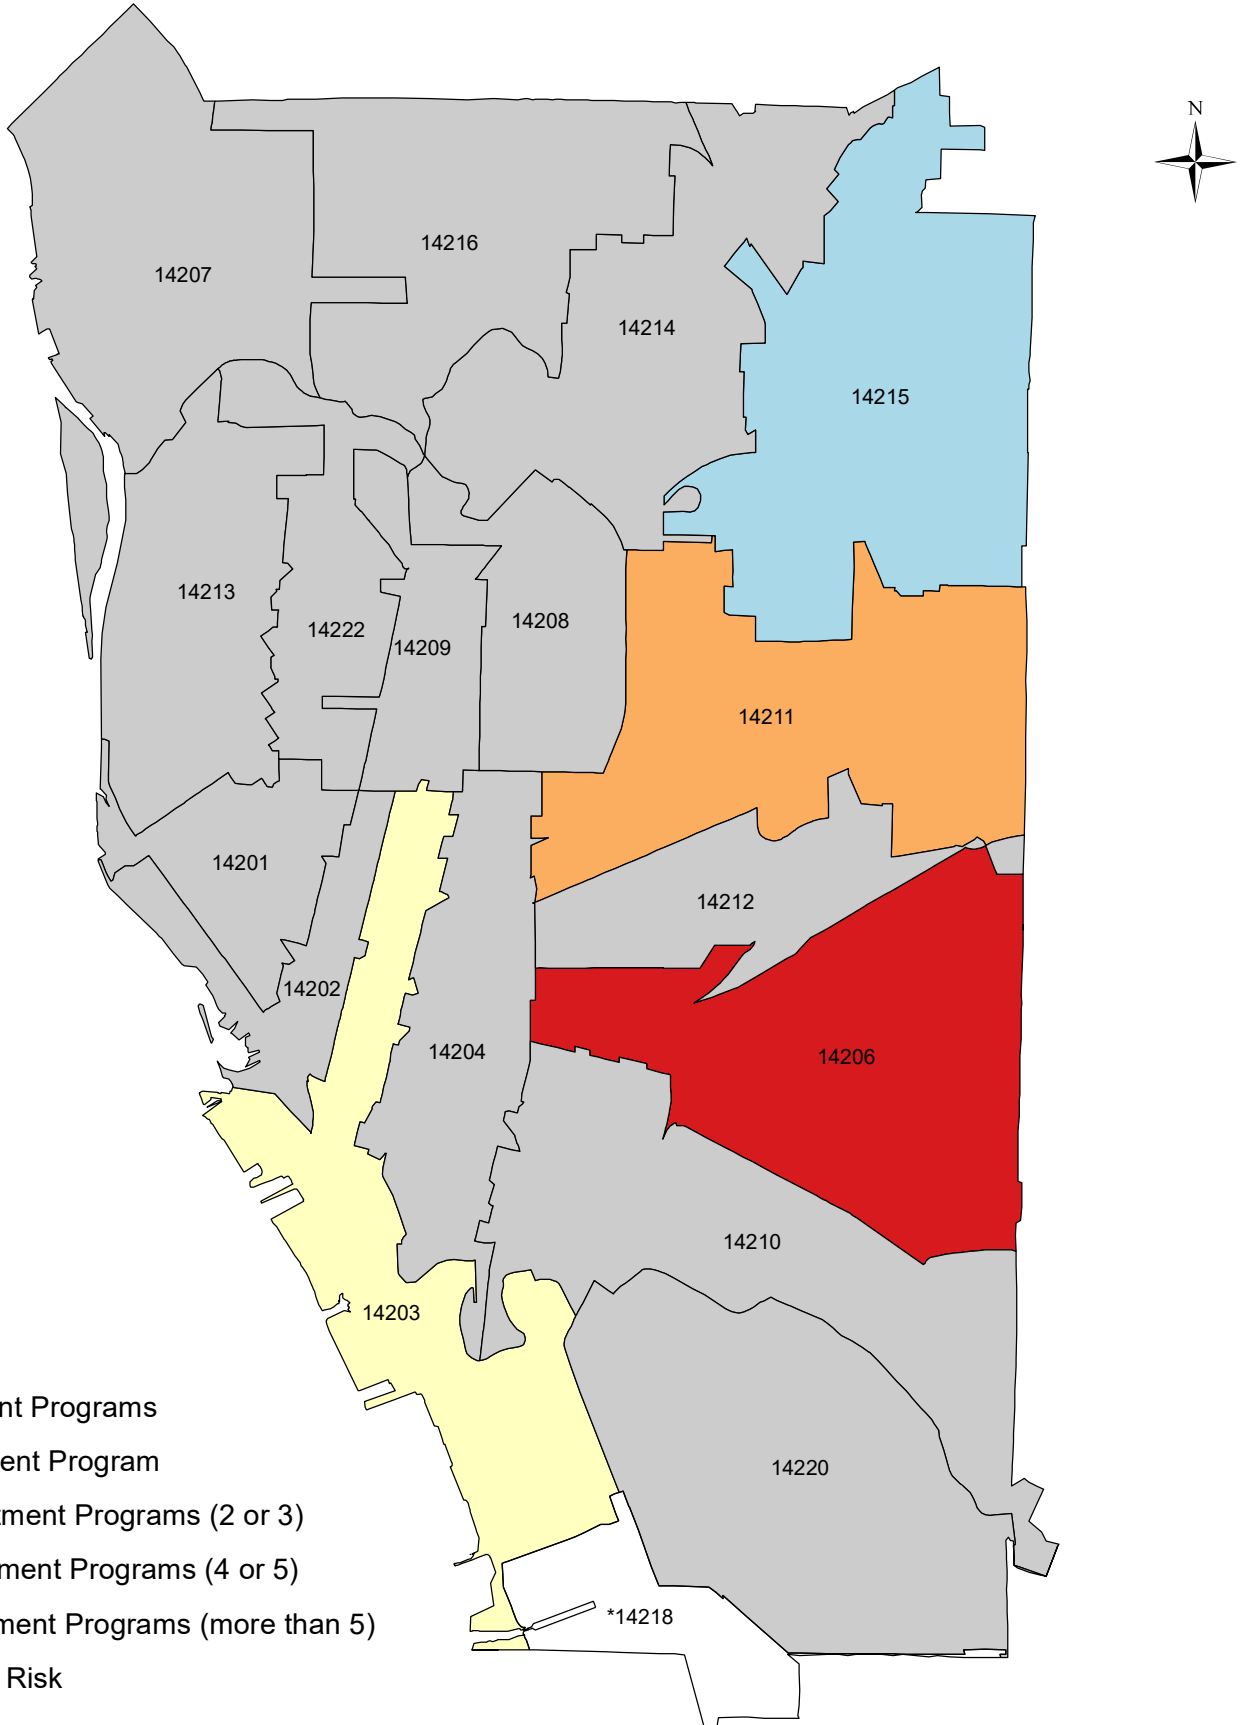 N
14216
14207
14214
14215
14213
14208
14222
14209
14211
14201
14212
14202
14204
14206
14210
14203
nt Programs
ent Program
14220
tment Programs (2 or 3)
ment Programs (4 or 5)
*14218
ment Programs (more than 5)
Risk